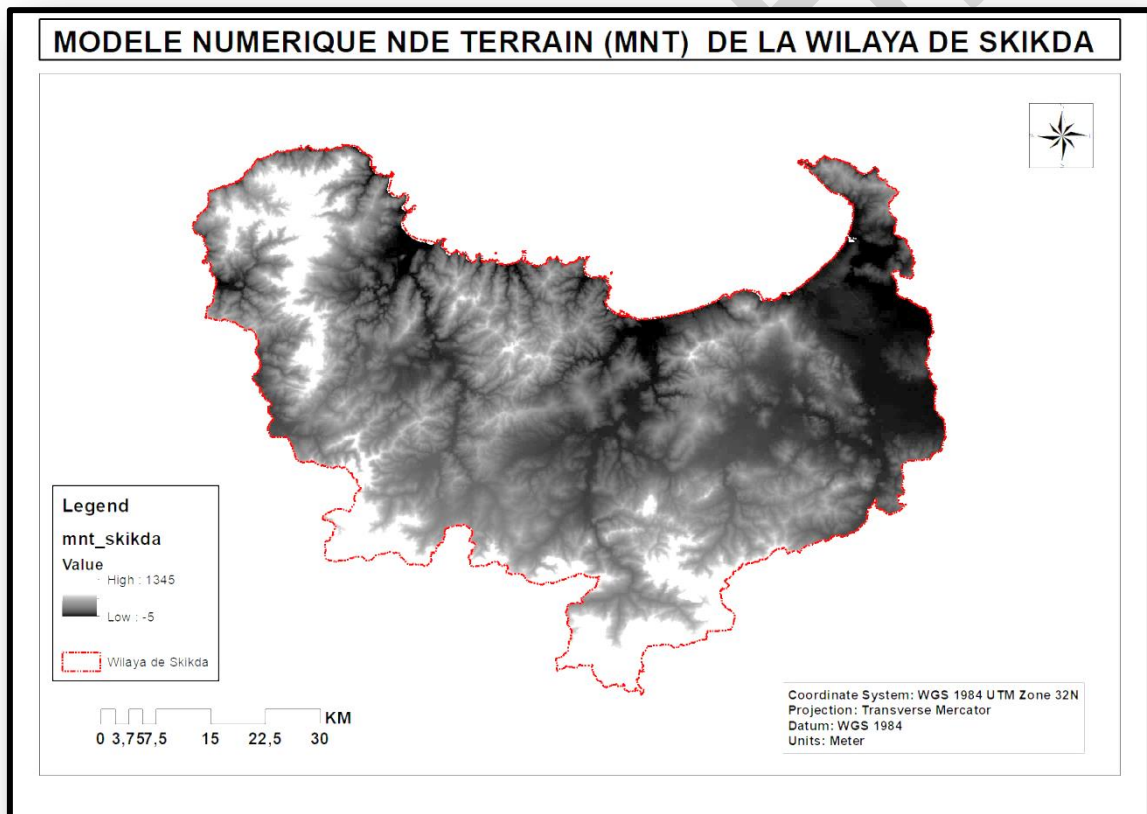 MODELE NUMERIQUE NDE TERRAIN (MNT) DE LA WILAYA DE SKIKDA
Legend
mnt_skikda
Value
High : 1345
Low : -5
Wilaya de Skikda
KM
0 3,757,5 15 22,5 30
Coordinate System: WGS 1984 UTM Zone 32N
Projection: Transverse Mercator
Datum: WGS 1984
Units: Meter